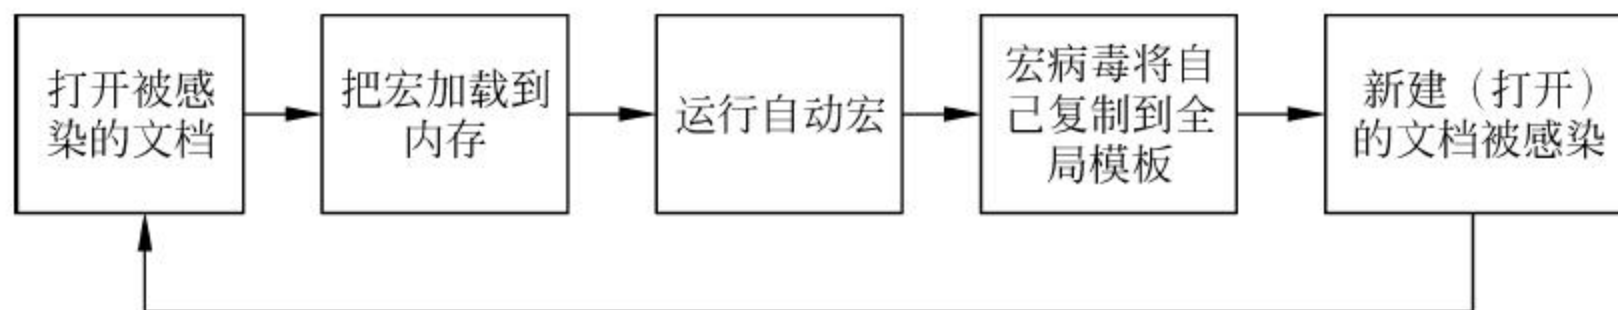 打开被感
染的文档
把宏加载到
内存
运行自动宏
宏病毒将自
己复制到全
局模板
新建（打开）
的文档被感染